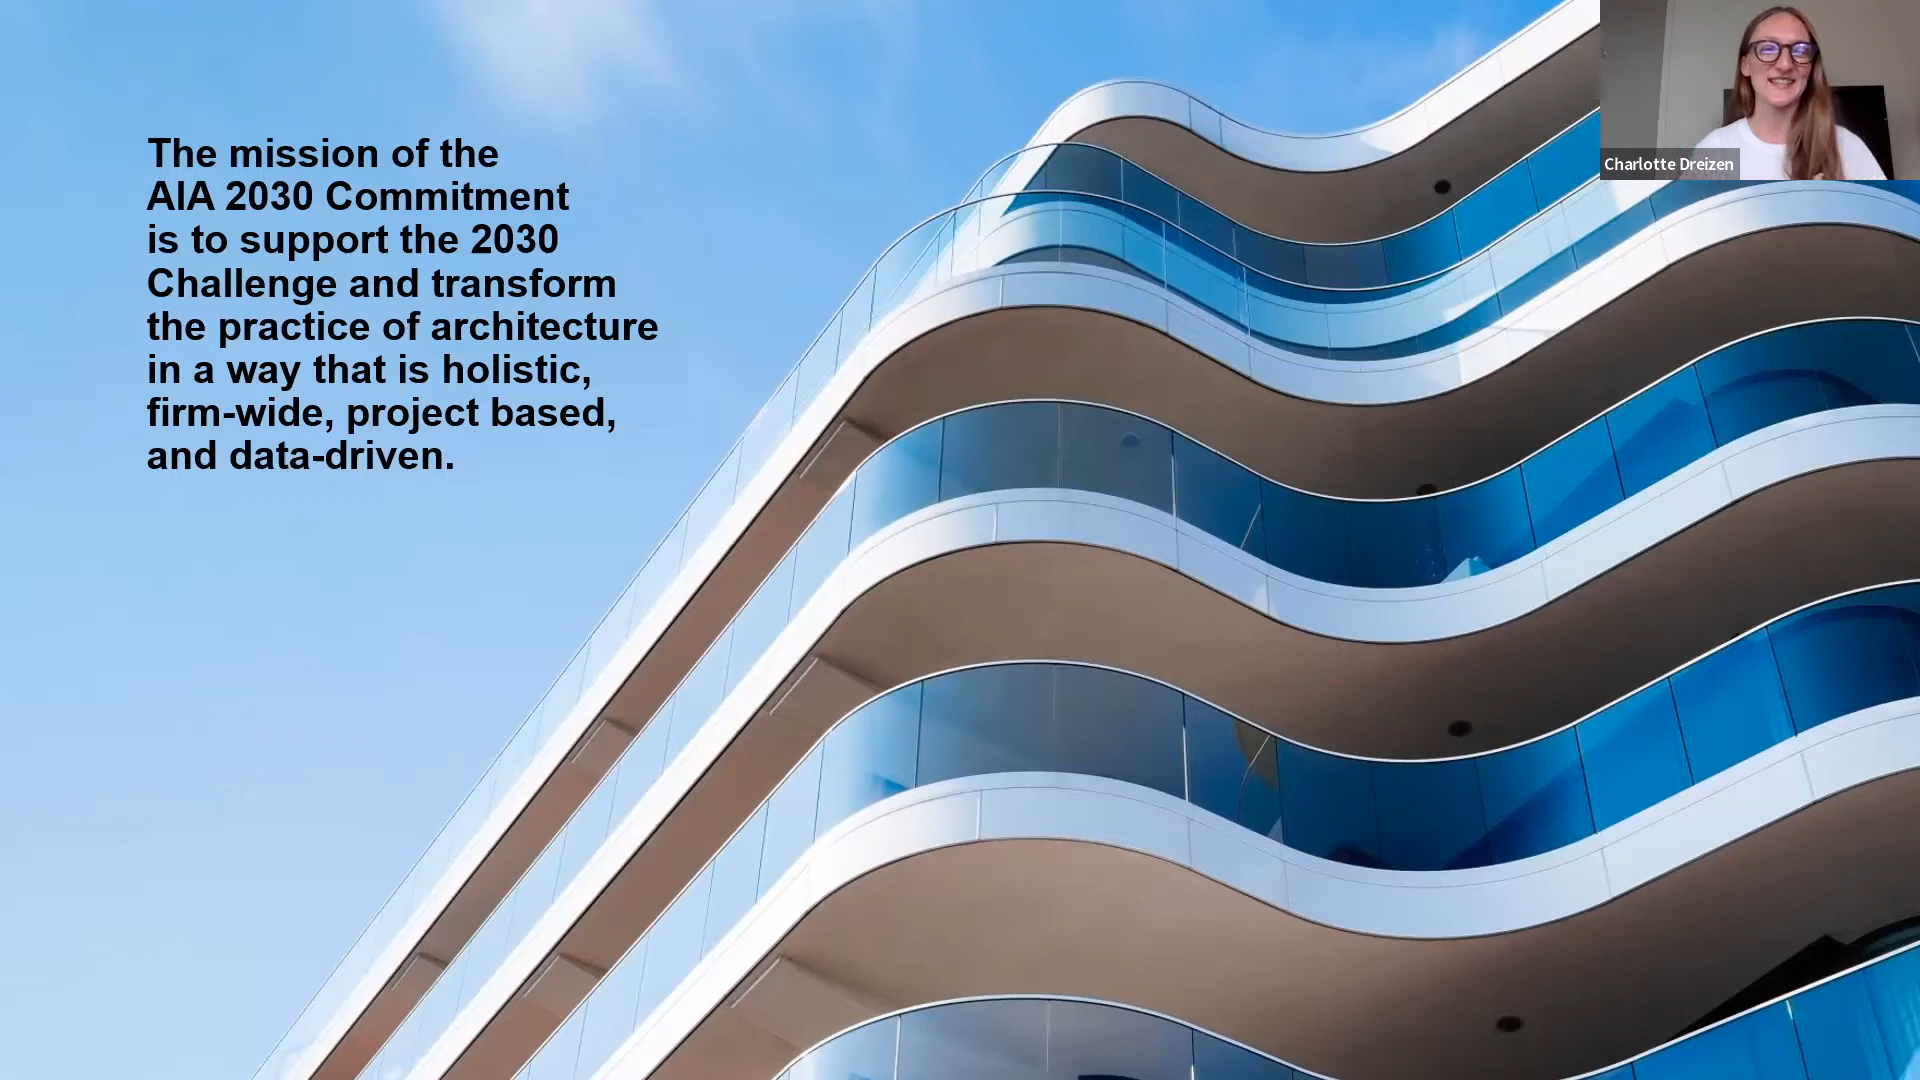 The mission of the
AIA 2030 Commitment
is to support the 2030
Challenge and transform
the practice of architecture
in a way that is holistic,
firm-wide, project based,
and data-driven.
Charlotte Dreizen